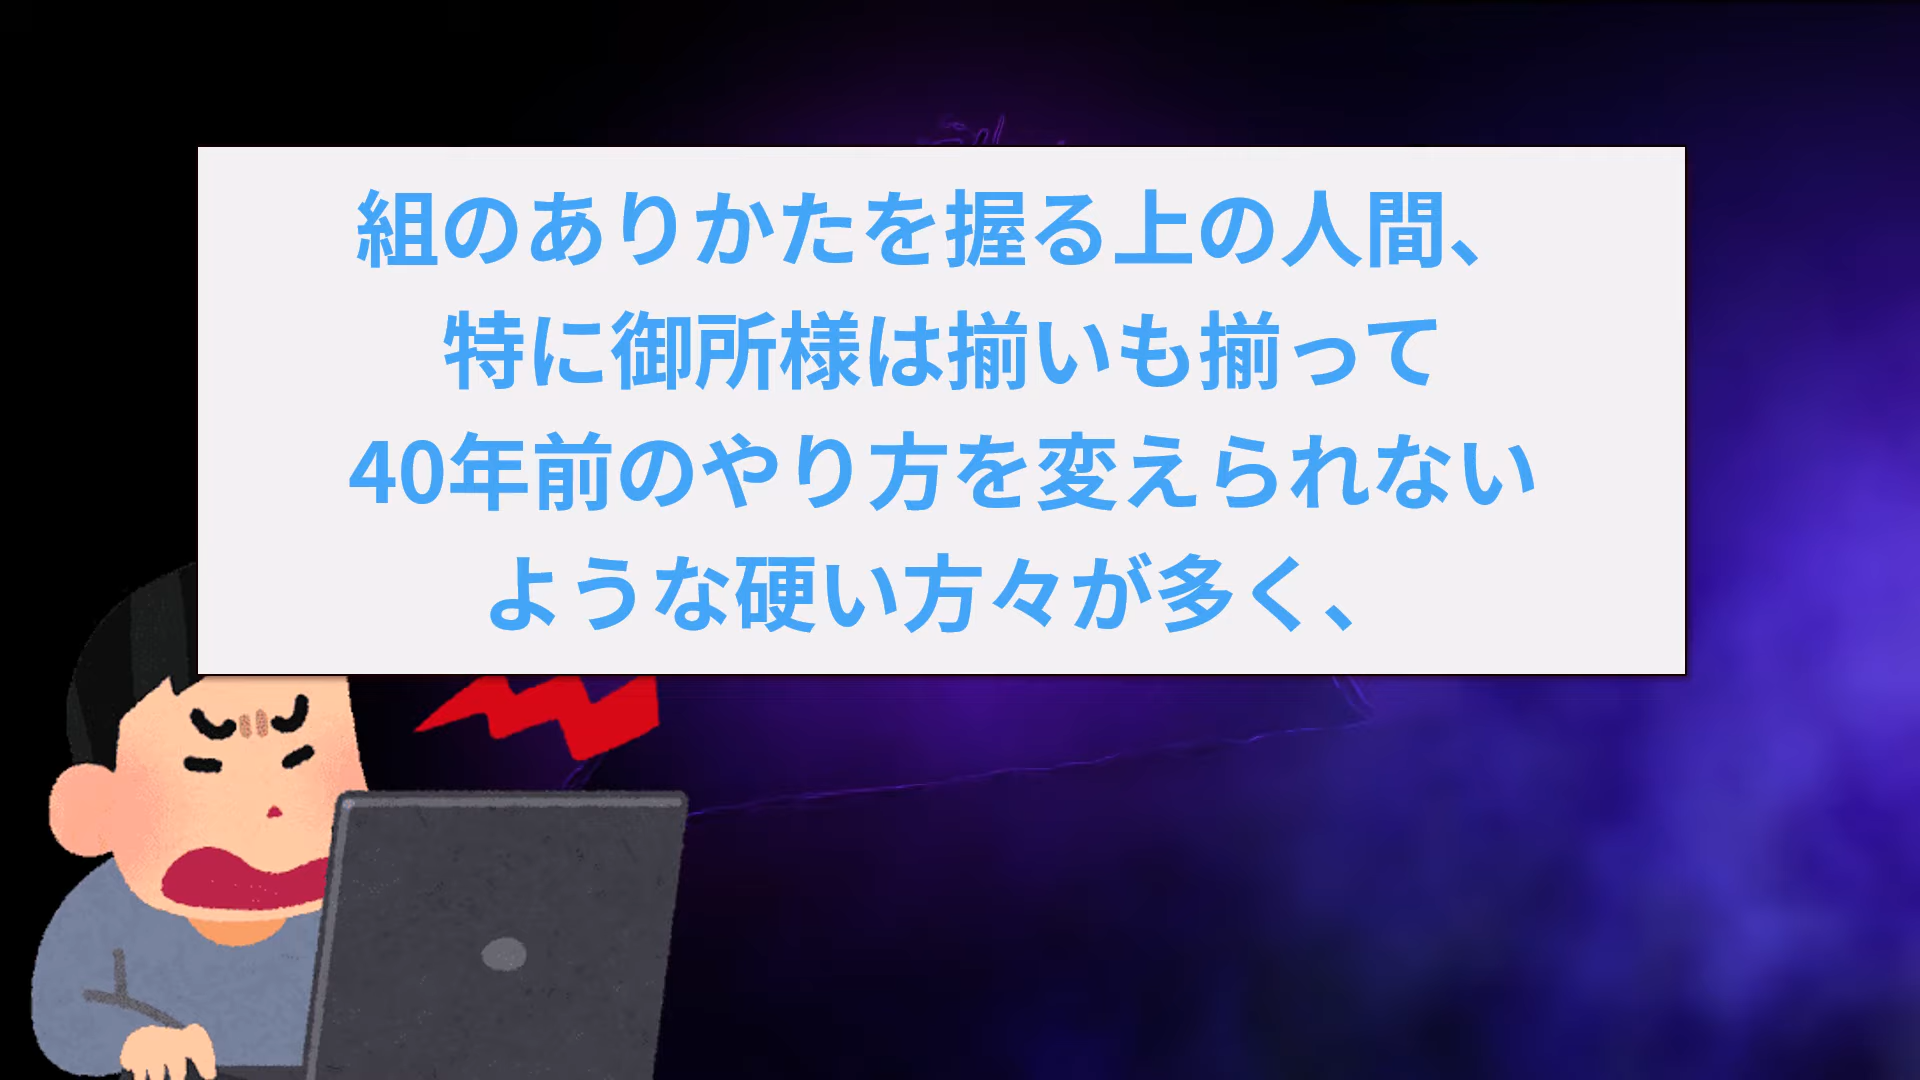 組のありかたを握る上の人間、
特に御所様は揃いも揃って
40年前のやり方を変えられない
ような硬い方々が多く、